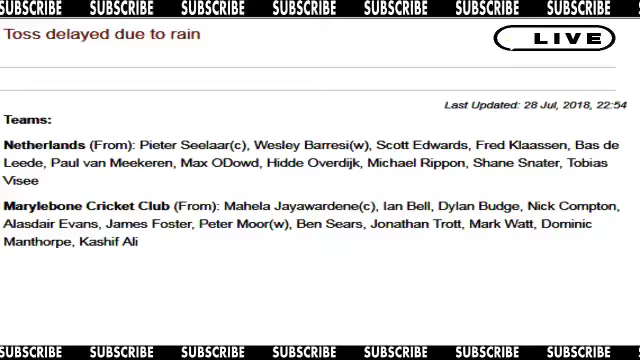 SUBSCRIBE SUBSCRIBE SUBSCRIBE SUBSCRIBE SUBSCRIBE SUBSCRIBE SUBSCRIBE
Toss delayed due to rain
LIVE
Last Updated: 28 Jul, 2018, 22:54
Teams:
Netherlands (From): Pieter Seelaar(c), Wesley Barresi(w), Scott Edwards, Fred Klaassen, Bas de
Leede, Paul van Meekeren, Max ODowd, Hidde Overdijk, Michael Rippon, Shane Snater, Tobias
Visee
Marylebone Cricket Club (From): Mahela Jayawardene(c), Ian Bell, Dylan Budge, Nick Compton,
Alasdair Evans, James Foster, Peter Moor(w), Ben Sears, Jonathan Trott, Mark Watt, Dominic
Manthorpe, Kashif Ali
SUBSCRIBE SUBSCRIBE SUBSCRIBE SUBSCRIBE SUBSCRIBE SUBSCRIBE SUBSCRIBE